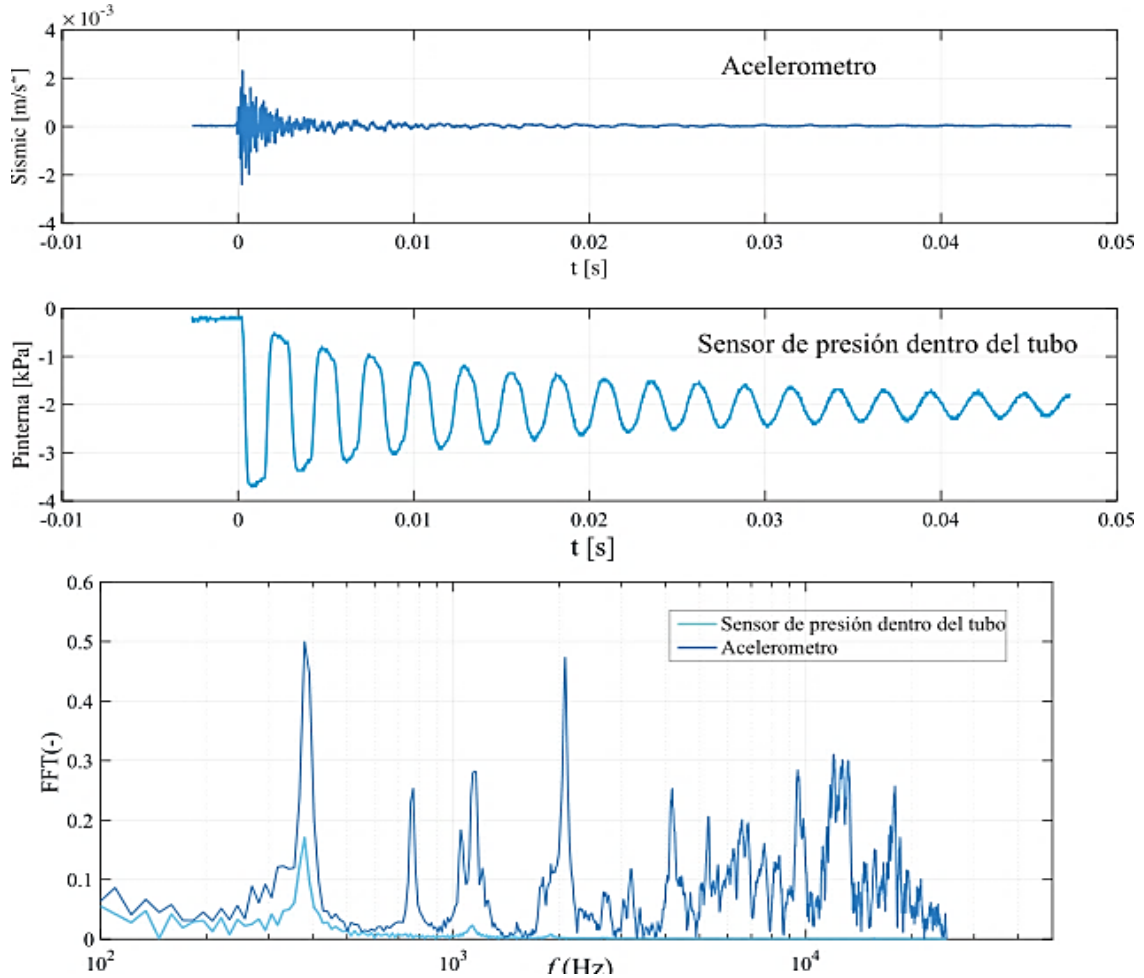 ×10⁻³
4
2
0
-2
-4
Sismic [m/s²]
Acelerometro
-0.01 0 0.01 0.02 0.03 0.04 0.05
t [s]
0
-1
-2
-3
-4
Pinterna [kPa]
Sensor de presión dentro del tubo
-0.01 0 0.01 0.02 0.03 0.04 0.05
t [s]
0.6
0.5
0.4
0.3
0.2
0.1
0
FFT(-)
Sensor de presión dentro del tubo
Acelerometro
10² 10³ 10⁴
f (Hz)